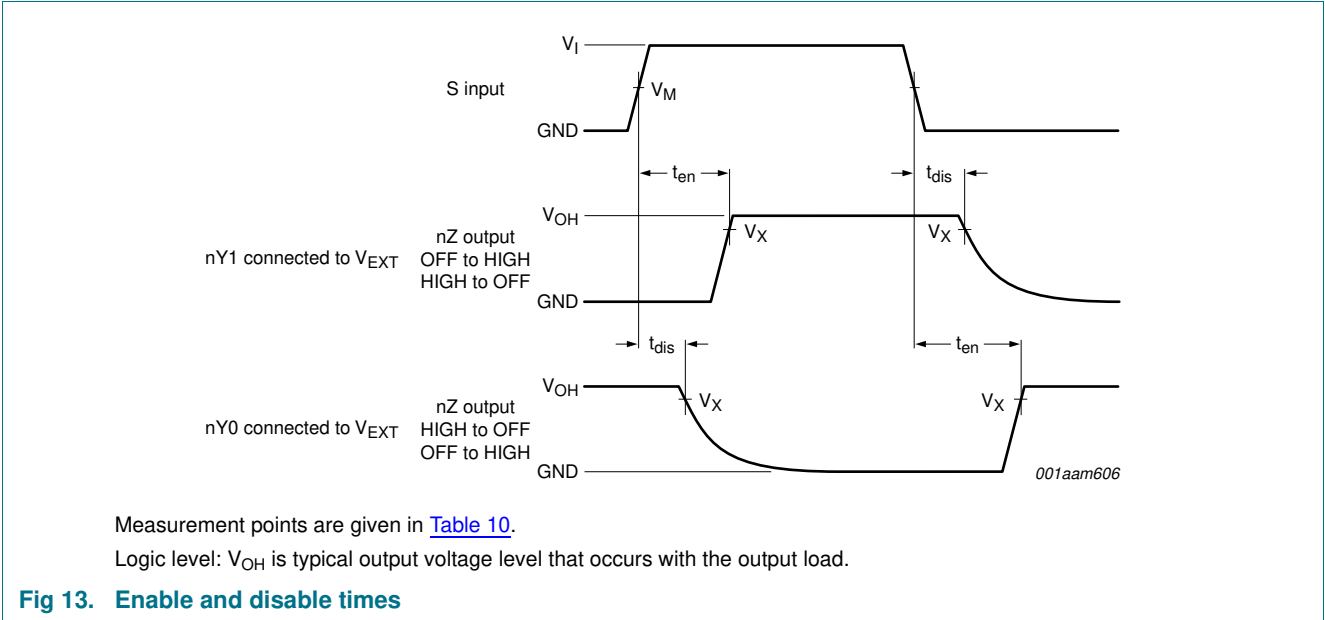 V_I
S input
V_M
GND
t_en
t_dis
V_OH
nY1 connected to V_EXT
nZ output
OFF to HIGH
HIGH to OFF
V_X
V_X
GND
t_dis
t_en
V_OH
nY0 connected to V_EXT
nZ output
HIGH to OFF
OFF to HIGH
V_X
V_X
GND
001aam606
Measurement points are given in Table 10.
Logic level: V_OH is typical output voltage level that occurs with the output load.
Fig 13. Enable and disable times